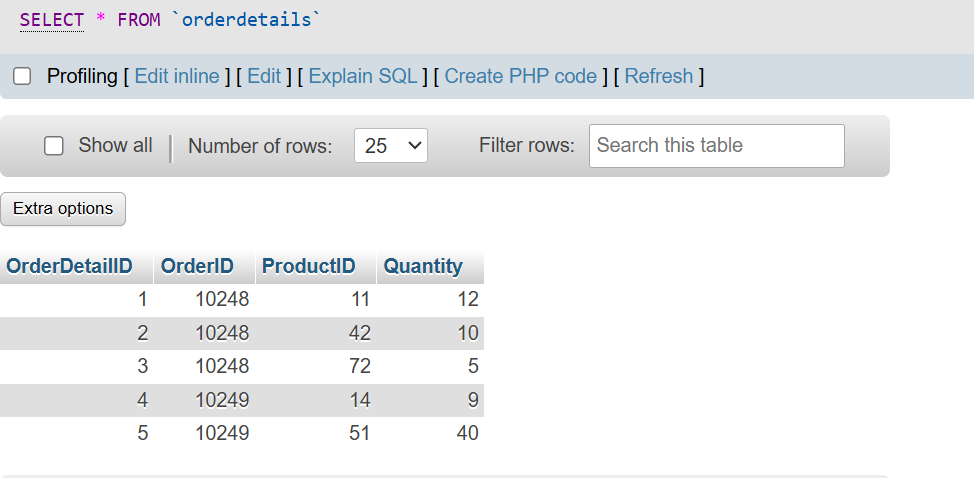 SELECT * FROM `orderdetails`
Profiling [ Edit inline ] [ Edit ] [ Explain SQL ] [ Create PHP code ] [ Refresh ]
Show all | Number of rows: 25 Filter rows: Search this table
Extra options
OrderDetailID OrderID ProductID Quantity
1 10248 11 12
2 10248 42 10
3 10248 72 5
4 10249 14 9
5 10249 51 40